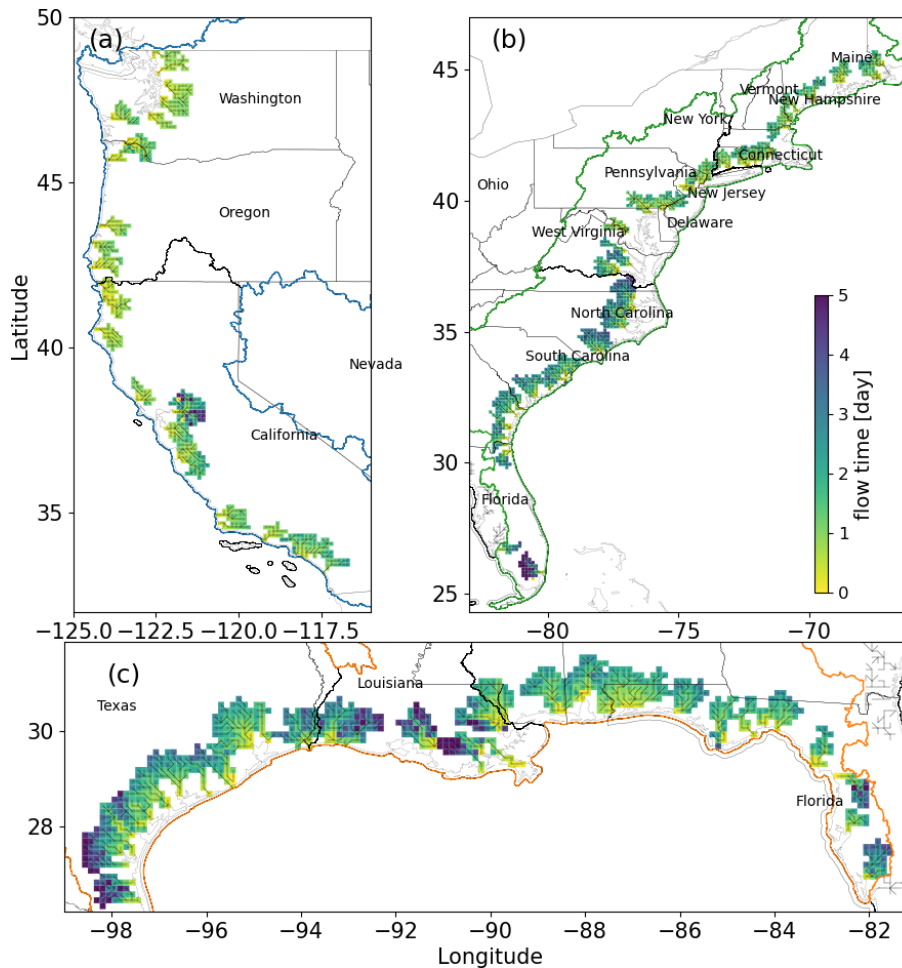 (a)
50
45
40
35
Latitude
Washington
Oregon
Nevada
California
−125.0
−122.5
−120.0
−117.5
(b)
45
40
35
30
25
Maine
Vermont
New Hampshire
New York
Connecticut
Pennsylvania
Ohio
New Jersey
Delaware
West Virginia
North Carolina
South Carolina
Florida
−80
−75
−70
5
4
3
2
1
0
flow time [day]
(c)
Texas
Louisiana
Florida
30
28
−98
−96
−94
−92
−90
−88
−86
−84
−82
Longitude